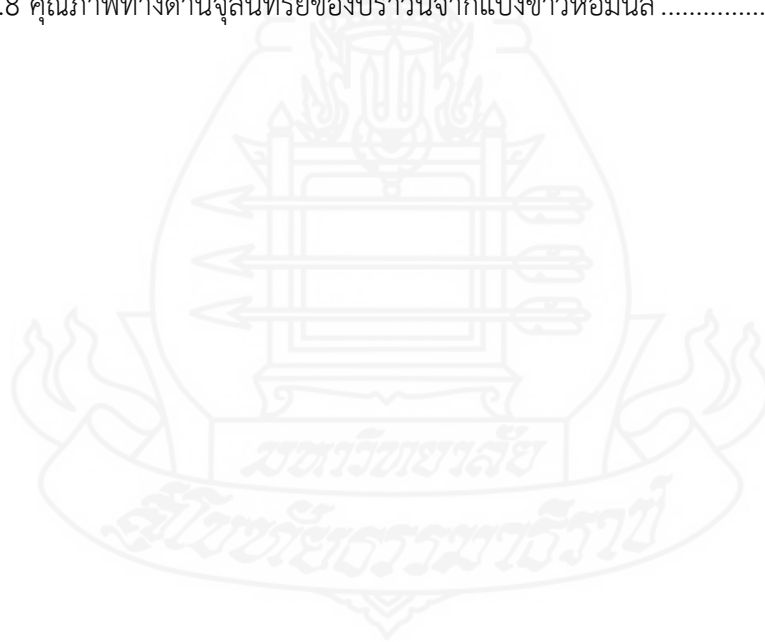 .8 คุณภาพทางด้านจุลินทรีย์ของบราวนี่จากแป้งข้าวหอมนิล ................
มหาวิทยาลัย
สุโขทัยธรรมาธิราช